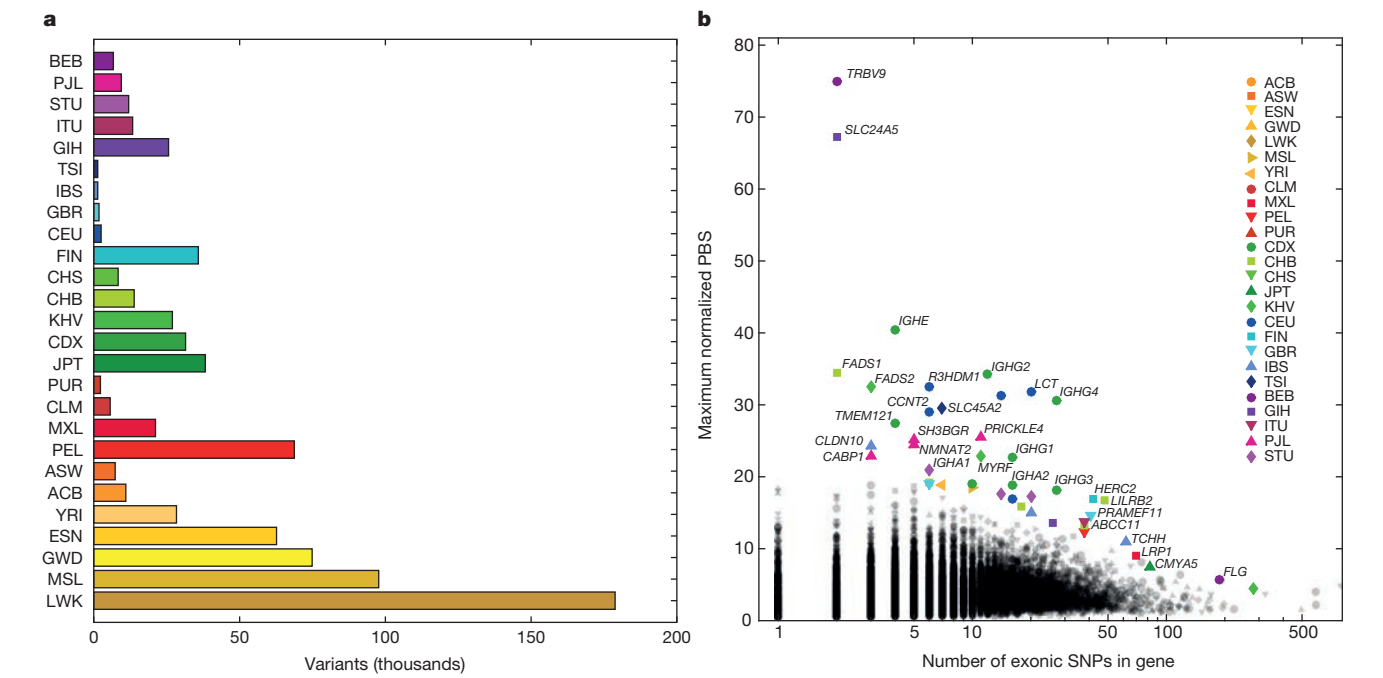 a
BEB
PJL
STU
ITU
GIH
TSI
IBS
GBR
CEU
FIN
CHS
CHB
KHV
CDX
JPT
PUR
CLM
MXL
PEL
ASW
ACB
YRI
ESN
GWD
MSL
LWK
0 50 100 150 200
Variants (thousands)
b
80
70
60
50
40
30
20
10
0
Maximum normalized PBS
TRBV9
SLC24A5
IGHE
FADS1
FADS2
R3HDM1
IGHG2
LCT
IGHG4
CCNT2
SLC45A2
TMEM121
SH3BGR
PRICKLE4
CLDN10
CABP1
NMNAT2
IGHG1
IGHA1
MYRF
IGHA2
IGHG3
HERC2
LILRB2
PRAMEF11
ABCC11
TCHH
LRP1
CMYA5
FLG
ACB
ASW
ESN
GWD
LWK
MSL
YRI
CLM
MXL
PEL
PUR
CDX
CHB
CHS
JPT
KHV
CEU
FIN
GBR
IBS
TSI
BEB
GIH
ITU
PJL
STU
1 5 10 50 100 500
Number of exonic SNPs in gene